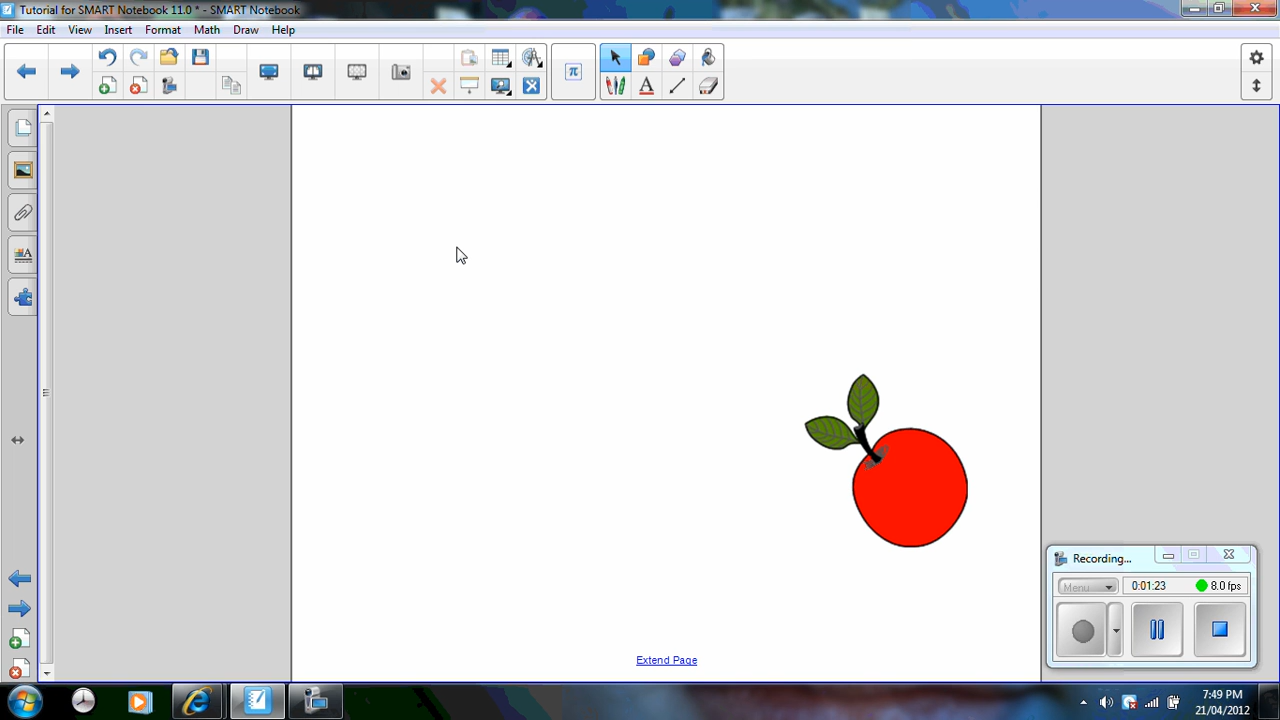 Tutorial for SMART Notebook 11.0 * - SMART Notebook
File Edit View Insert Format Math Draw Help
π
A
Recording...
Menu 0:01:23 8.0 fps
Extend Page
7:49 PM
21/04/2012